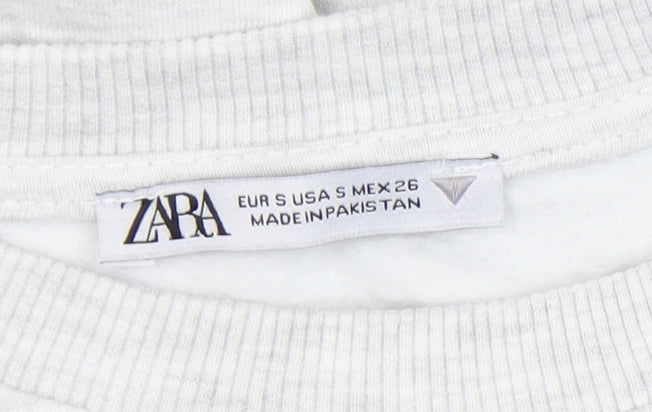 ZARA
EUR S USA S MEX 26
MADE IN PAKISTAN